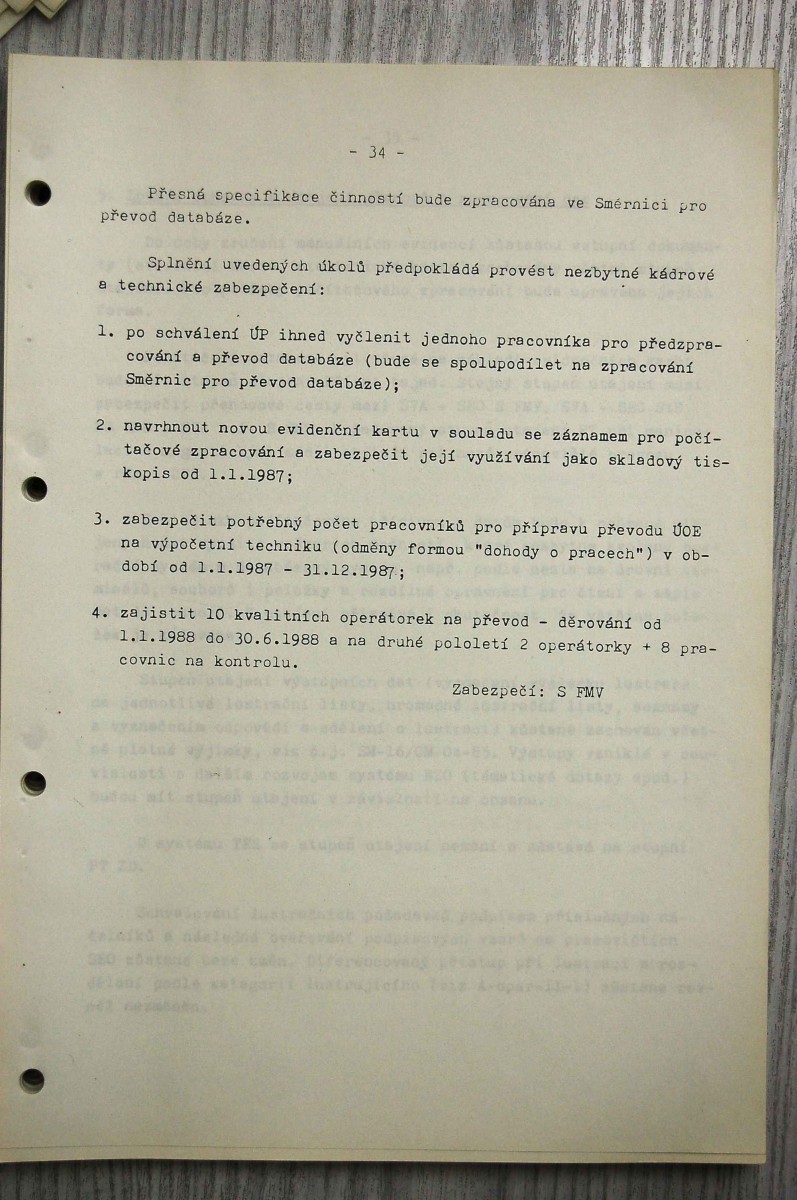 - 34 -
Přesná specifikace činností bude zpracována ve Směrnici pro
převod databáze.
Splnění uvedených úkolů předpokládá provést nezbytné kádrové
a technické zabezpečení:
1. po schválení ÚP ihned vyčlenit jednoho pracovníka pro předzpra-
cování a převod databáze (bude se spolupodílet na zpracování
Směrnic pro převod databáze);
2. navrhnout novou evidenční kartu v souladu se záznamem pro počí-
tačové zpracování a zabezpečit její využívání jako skladový tis-
kopis od 1.1.1987;
3. zabezpečit potřebný počet pracovníků pro přípravu převodu ÚOE
na výpočetní techniku (odměny formou "dohody o pracech") v ob-
dobí od 1.1.1987 - 31.12.1987;
4. zajistit 10 kvalitních operátorek na převod - děrování od
1.1.1988 do 30.6.1988 a na druhé pololetí 2 operátorky + 8 pra-
covnic na kontrolu.
Zabezpečí: S FMV